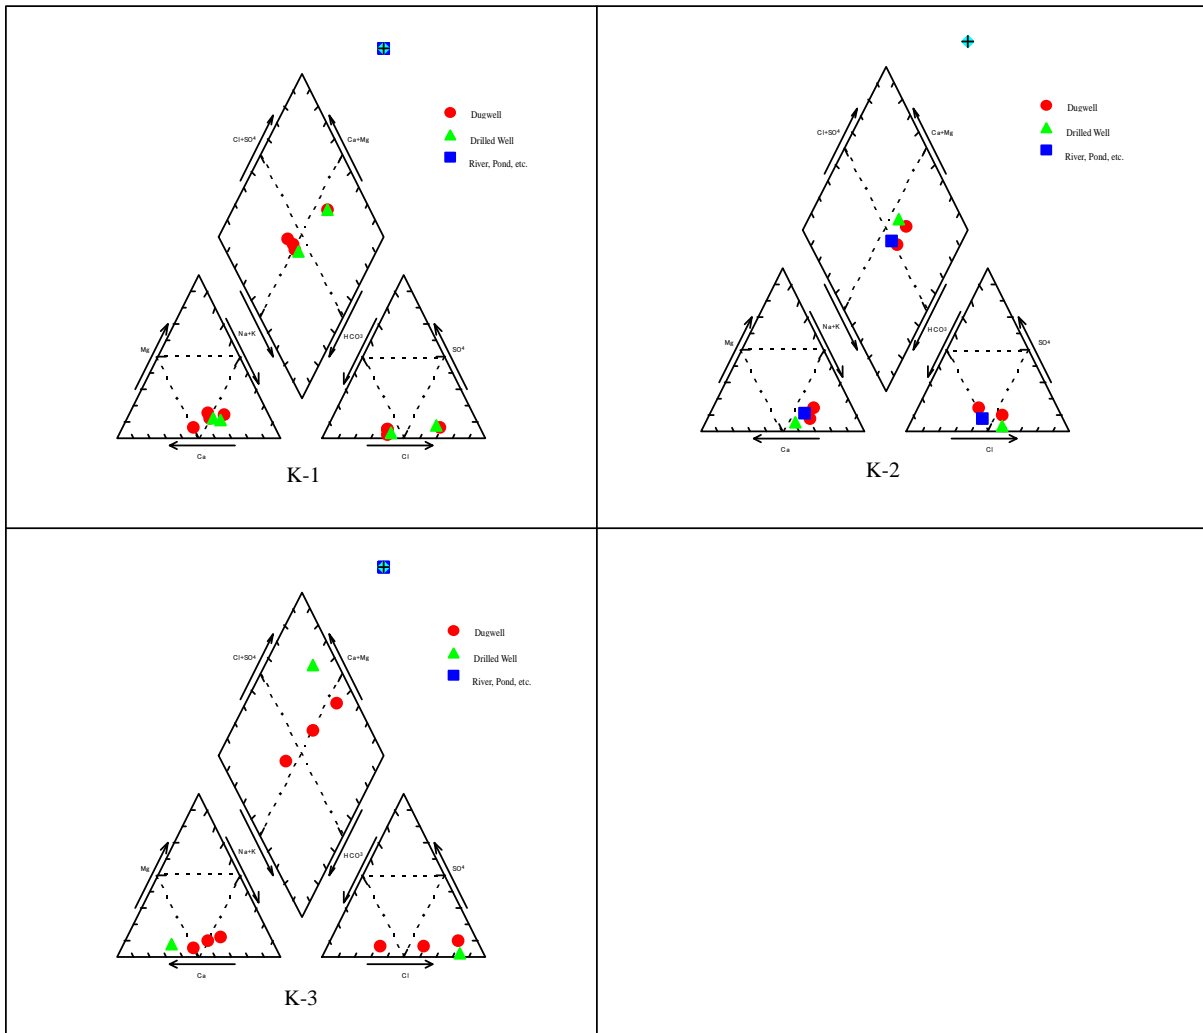 Dugwell
Cl+SO⁴
Ca+Mg
Drilled Well
River, Pond, etc.
Mg
Na+K
HCO³
SO⁴
Ca
Cl
K-1
Dugwell
Cl+SO⁴
Ca+Mg
Drilled Well
River, Pond, etc.
Mg
Na+K
HCO³
SO⁴
Ca
Cl
K-2
Dugwell
Cl+SO⁴
Ca+Mg
Drilled Well
River, Pond, etc.
Mg
Na+K
HCO³
SO⁴
Ca
Cl
K-3